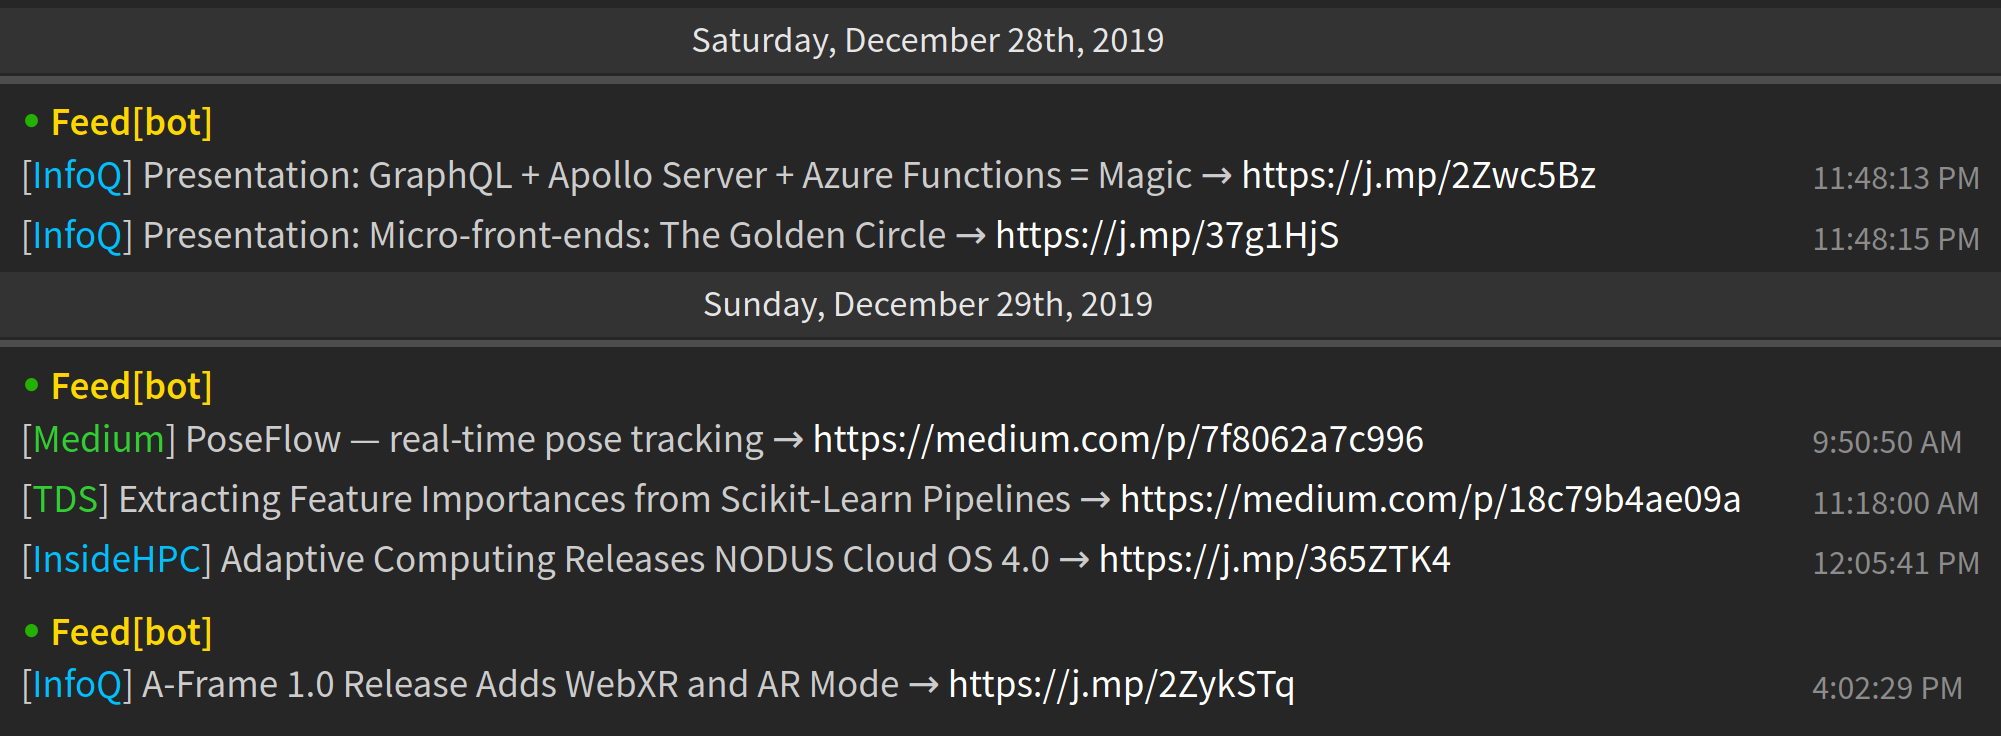 Saturday, December 28th, 2019
• Feed[bot]
[InfoQ] Presentation: GraphQL + Apollo Server + Azure Functions = Magic → https://j.mp/2Zwc5Bz 11:48:13 PM
[InfoQ] Presentation: Micro-front-ends: The Golden Circle → https://j.mp/37g1HjS 11:48:15 PM
Sunday, December 29th, 2019
• Feed[bot]
[Medium] PoseFlow — real-time pose tracking → https://medium.com/p/7f8062a7c996 9:50:50 AM
[TDS] Extracting Feature Importances from Scikit-Learn Pipelines → https://medium.com/p/18c79b4ae09a 11:18:00 AM
[InsideHPC] Adaptive Computing Releases NODUS Cloud OS 4.0 → https://j.mp/365ZTK4 12:05:41 PM
• Feed[bot]
[InfoQ] A-Frame 1.0 Release Adds WebXR and AR Mode → https://j.mp/2ZykSTq 4:02:29 PM